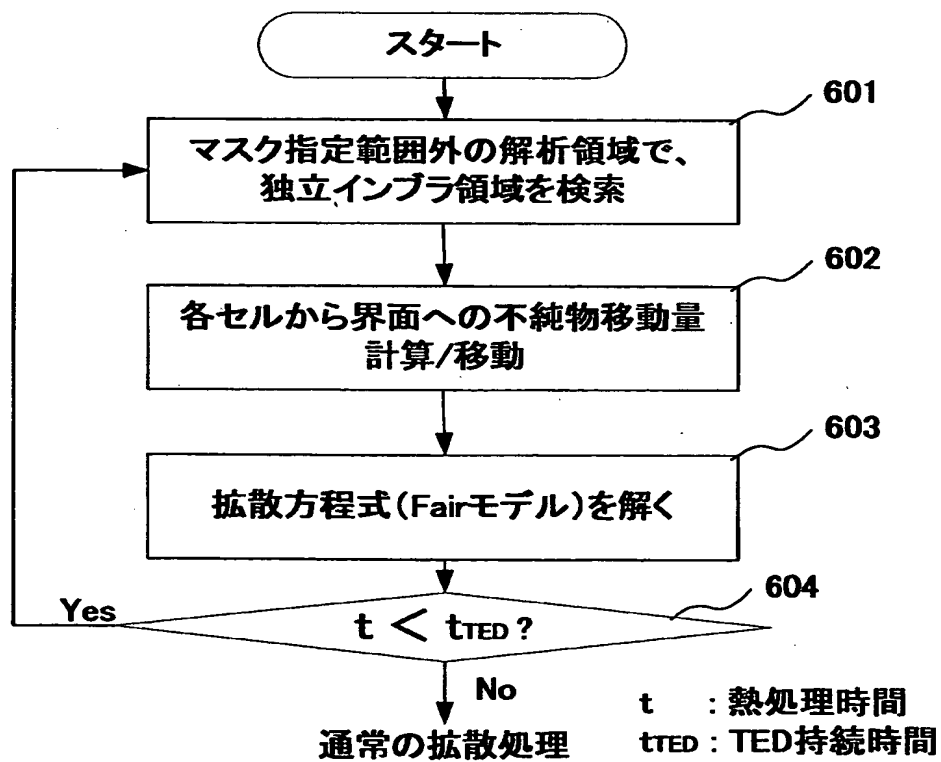 スタート
601
マスク指定範囲外の解析領域で、
独立インブラ領域を検索
602
各セルから界面への不純物移動量
計算/移動
603
拡散方程式(Fairモデル)を解く
604
Yes
t < tTED ?
No
通常の拡散処理
t : 熱処理時間
tTED : TED持続時間